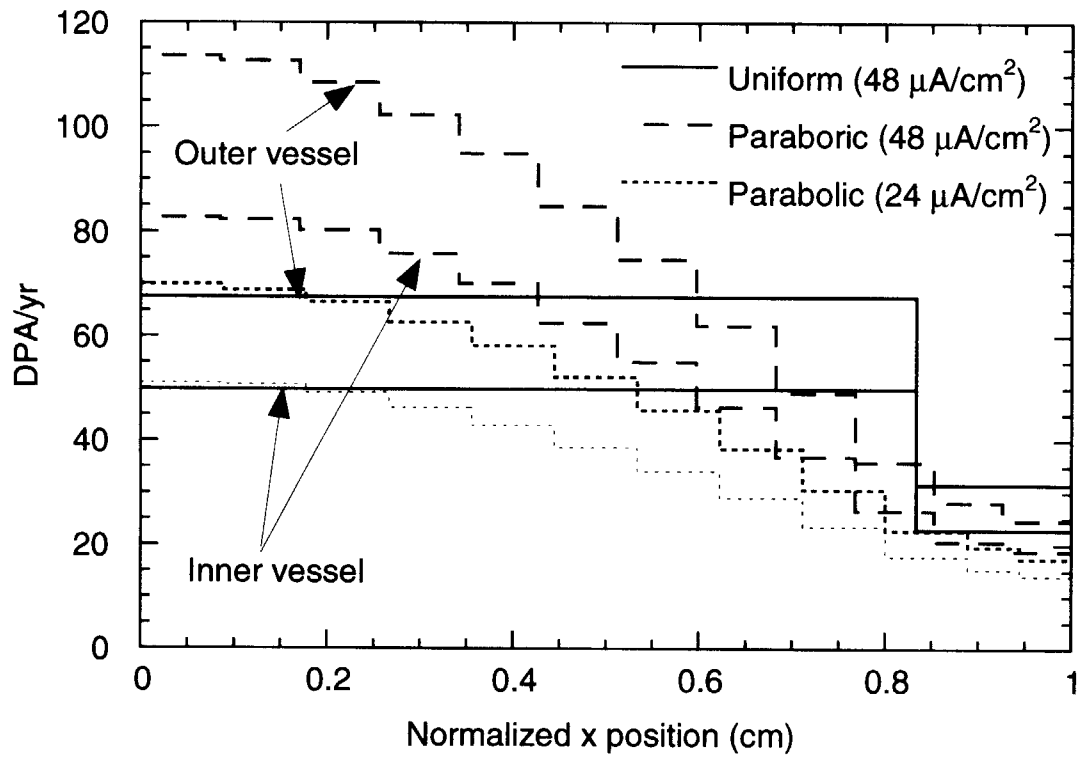 120
100
80
60
40
20
0
DPA/yr
Uniform (48 μA/cm²)
Paraboric (48 μA/cm²)
Parabolic (24 μA/cm²)
Outer vessel
Inner vessel
0 0.2 0.4 0.6 0.8 1
Normalized x position (cm)